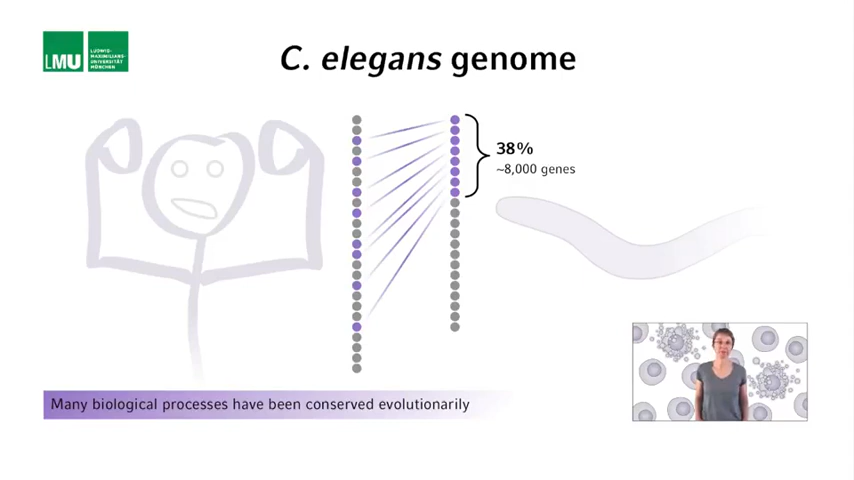 LMU
LUDWIG-
MAXIMILIANS-
UNIVERSITÄT
MÜNCHEN
C. elegans genome
38%
~8,000 genes
Many biological processes have been conserved evolutionarily